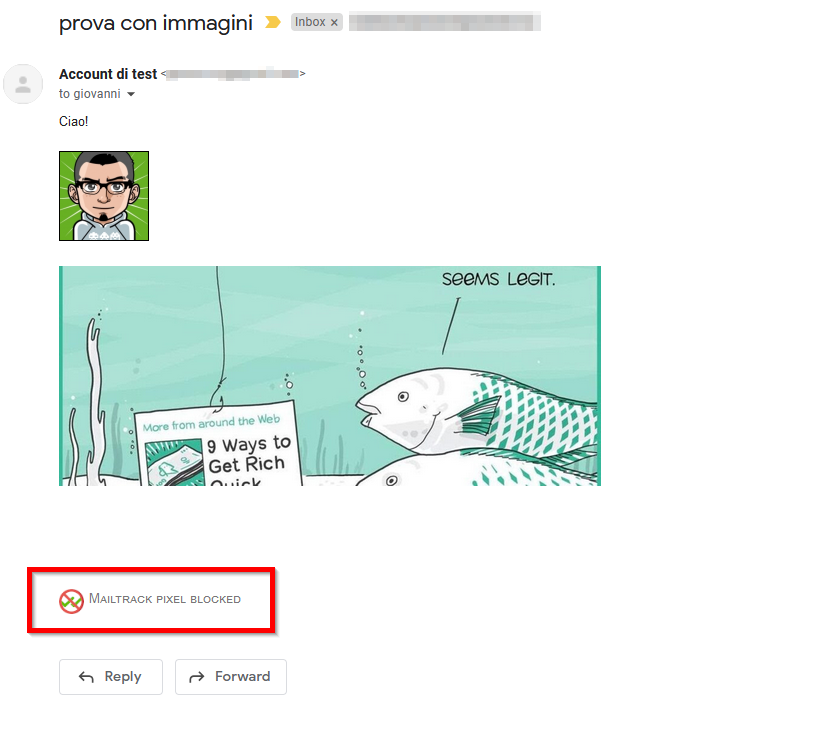 prova con immagini
Inbox ×
Account di test < >
to giovanni
Ciao!
SEEMS LEGIT.
More from around the Web
9 Ways to
Get Rich
Quick
Mailtrack pixel blocked
Reply
Forward